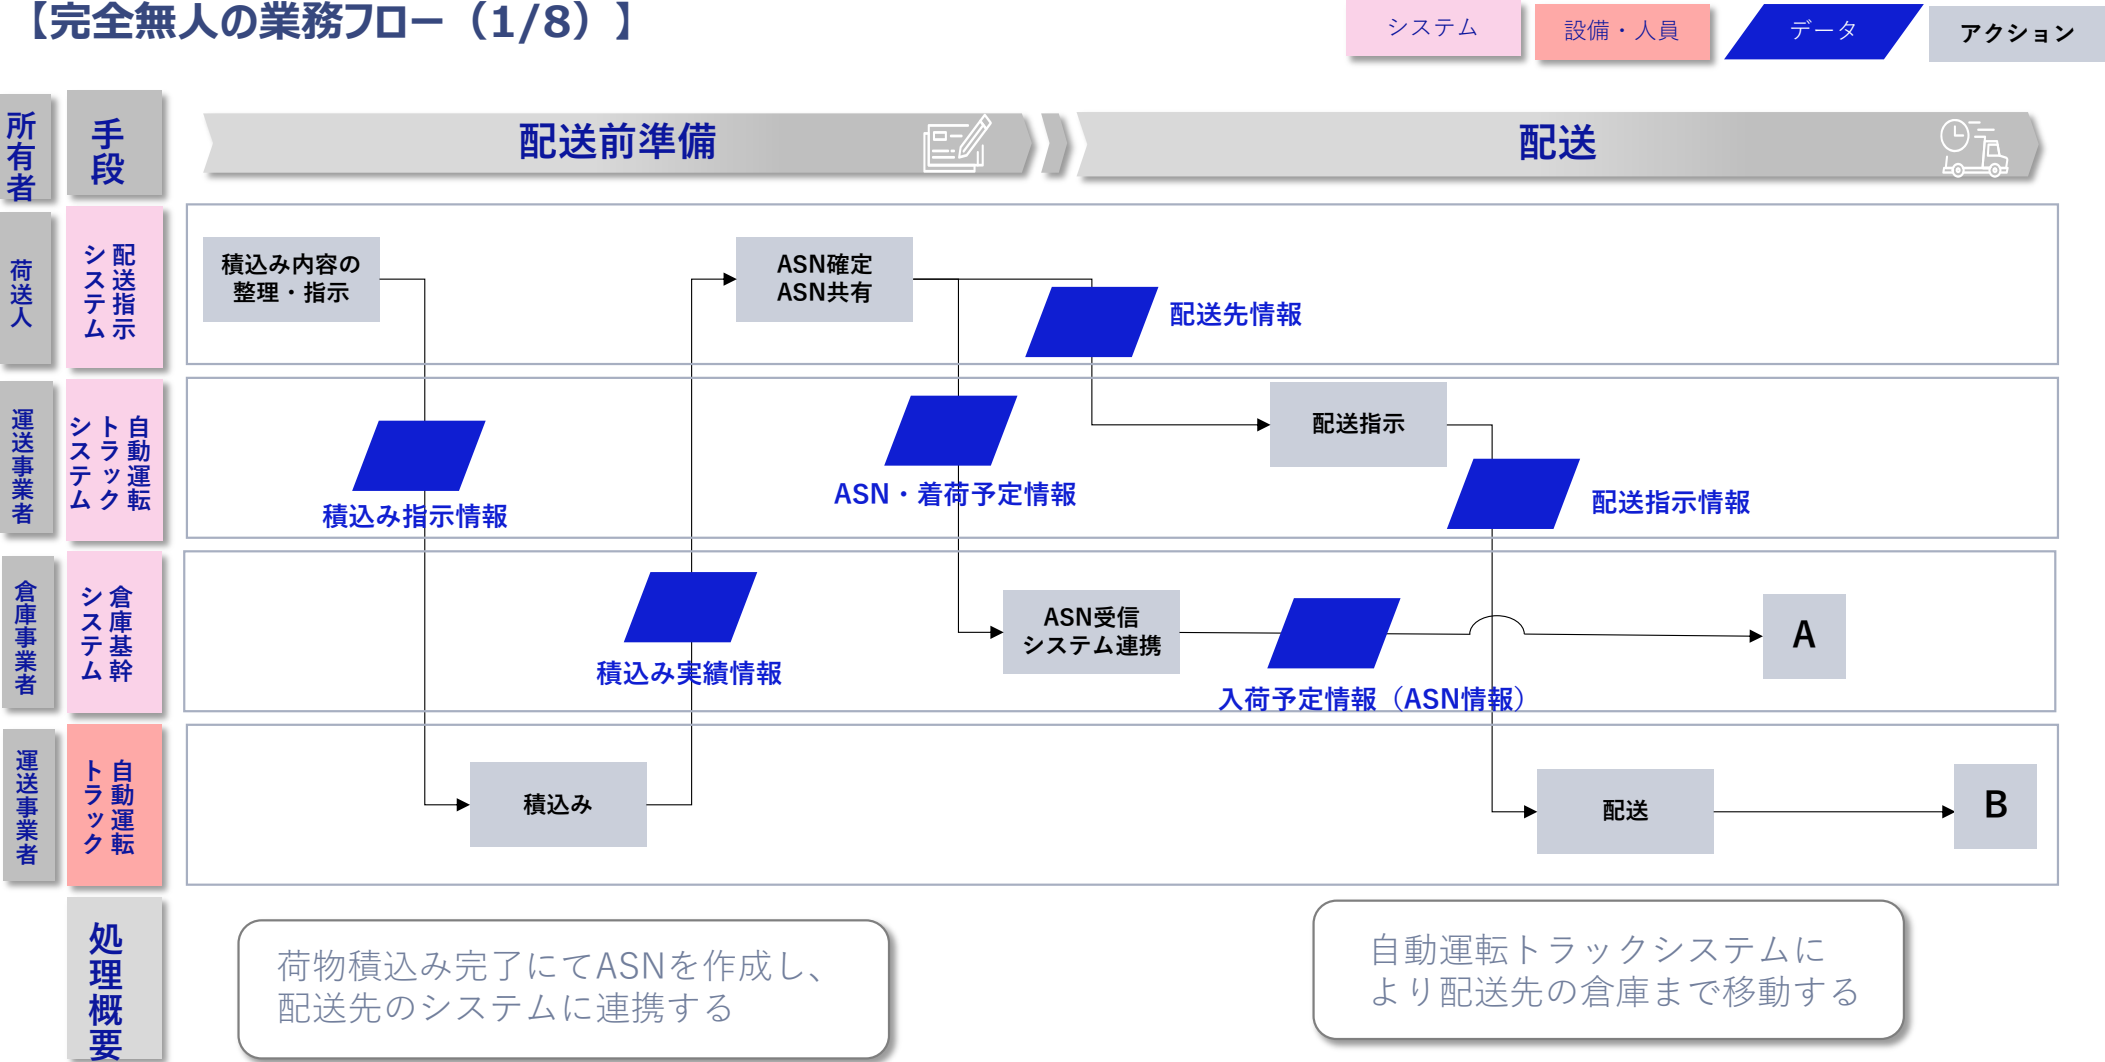 【完全無人の業務フロー（1/8）】
システム
設備・人員
データ
アクション
所有者
手段
配送前準備
配送
荷送人
配送指示
システム
積込み内容の
整理・指示
ASN確定
ASN共有
配送先情報
運送事業者
自動運転
トラック
システム
積込み指示情報
ASN・着荷予定情報
配送指示
配送指示情報
倉庫事業者
倉庫基幹
システム
積込み実績情報
ASN受信
システム連携
入荷予定情報（ASN情報）
A
運送事業者
自動運転
トラック
積込み
配送
B
処理概要
荷物積込み完了にてASNを作成し、
配送先のシステムに連携する
自動運転トラックシステムに
より配送先の倉庫まで移動する